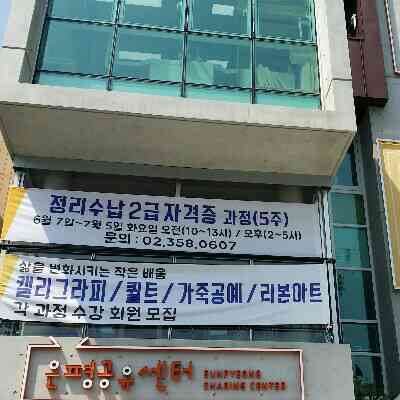 정리수납 2급자격증 과정(5주)
6월 7일~7월 5일 화요일 오전(10~13시) / 오후(2~5시)
문의 : 02.358.0607
삶을 변화시키는 작은 배움
캘리그라피/퀼트/가죽공예/리본아트
각 과정 수강 회원 모집
은평공유센터
EUNPYEONG
SHARING CENTER